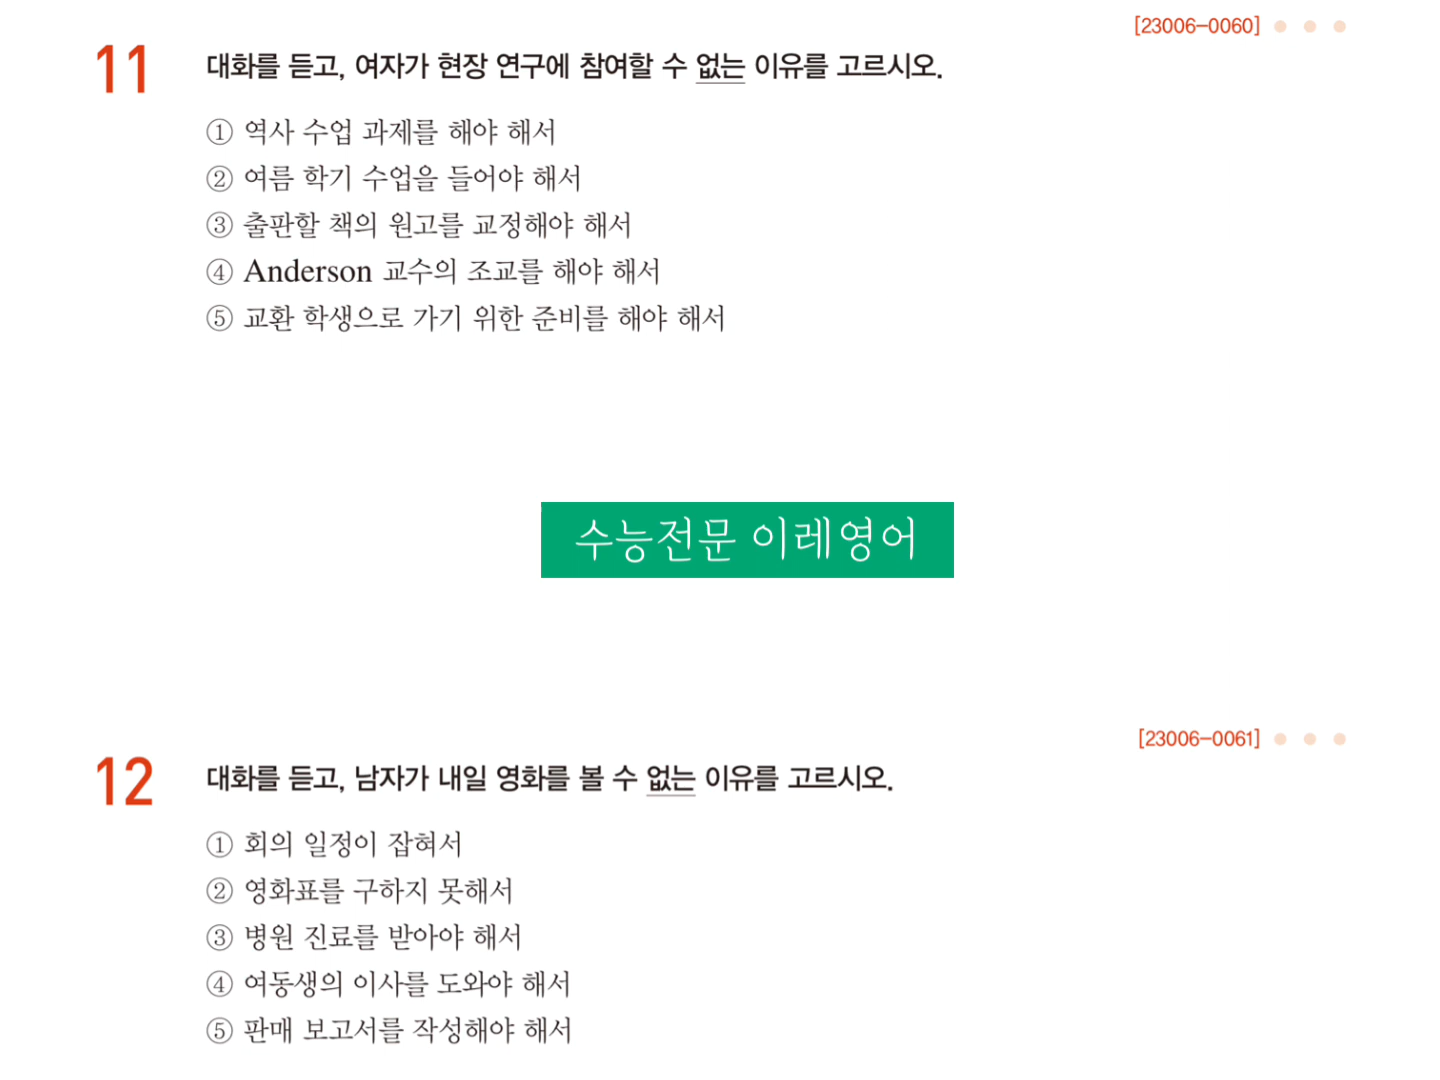 [23006-0060]
11 대화를 듣고, 여자가 현장 연구에 참여할 수 없는 이유를 고르시오.
① 역사 수업 과제를 해야 해서
② 여름 학기 수업을 들어야 해서
③ 출판할 책의 원고를 교정해야 해서
④ Anderson 교수의 조교를 해야 해서
⑤ 교환 학생으로 가기 위한 준비를 해야 해서
수능전문 이레영어
[23006-0061]
12 대화를 듣고, 남자가 내일 영화를 볼 수 없는 이유를 고르시오.
① 회의 일정이 잡혀서
② 영화표를 구하지 못해서
③ 병원 진료를 받아야 해서
④ 여동생의 이사를 도와야 해서
⑤ 판매 보고서를 작성해야 해서